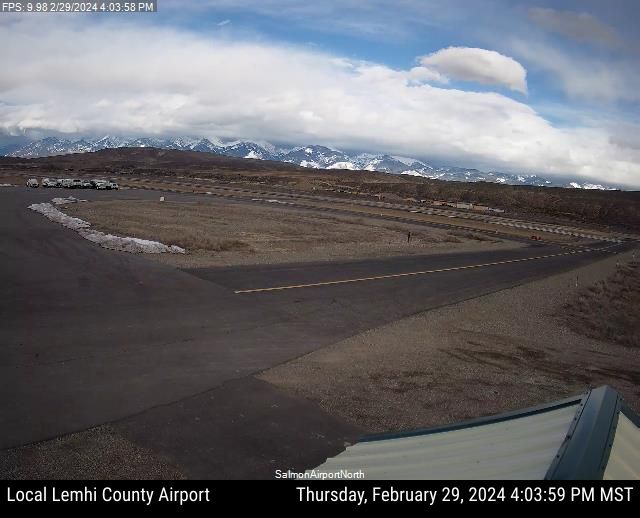 FPS: 9.98 2/29/2024 4:03:58 PM
SalmonAirportNorth
Local Lemhi County Airport Thursday, February 29, 2024 4:03:59 PM MST